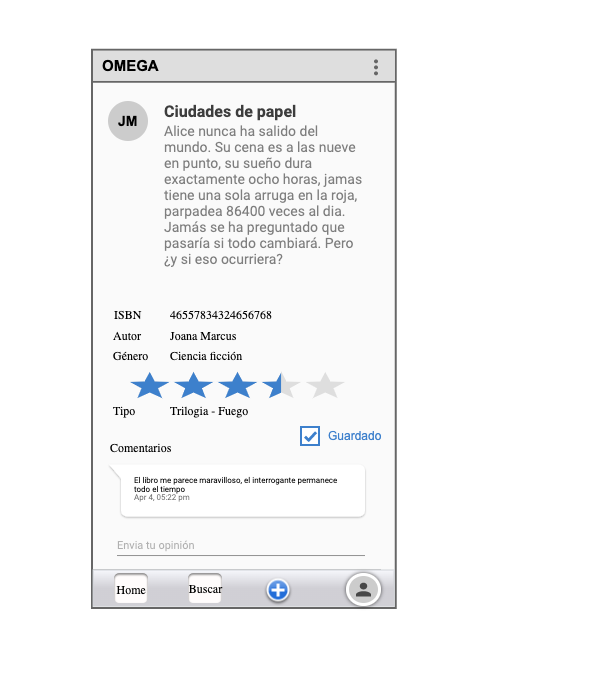 OMEGA
JM
Ciudades de papel
Alice nunca ha salido del
mundo. Su cena es a las nueve
en punto, su sueño dura
exactamente ocho horas, jamas
tiene una sola arruga en la roja,
parpadea 86400 veces al dia.
Jamás se ha preguntado que
pasaría si todo cambiará. Pero
¿y si eso ocurriera?
ISBN 46557834324656768
Autor Joana Marcus
Género Ciencia ficción
Tipo Trilogia - Fuego
Guardado
Comentarios
El libro me parece maravilloso, el interrogante permanece
todo el tiempo
Apr 4, 05:22 pm
Envia tu opinión
Home Buscar